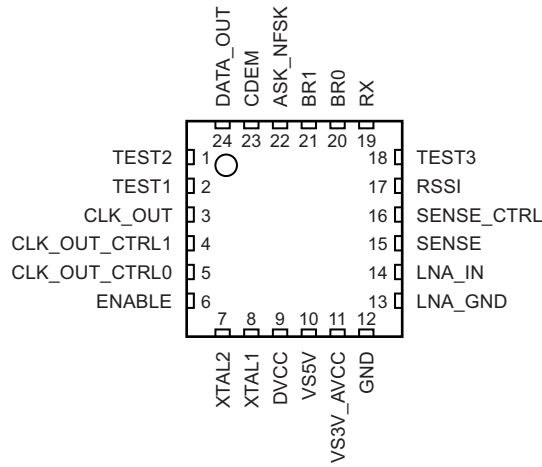 DATA_OUT
CDEM
ASK_NFSK
BR1
BR0
RX
24
23
22
21
20
19
TEST2 1
TEST1 2
CLK_OUT 3
CLK_OUT_CTRL1 4
CLK_OUT_CTRL0 5
ENABLE 6
18 TEST3
17 RSSI
16 SENSE_CTRL
15 SENSE
14 LNA_IN
13 LNA_GND
7
8
9
10
11
12
XTAL2
XTAL1
DVCC
VS5V
VS3V_AVCC
GND